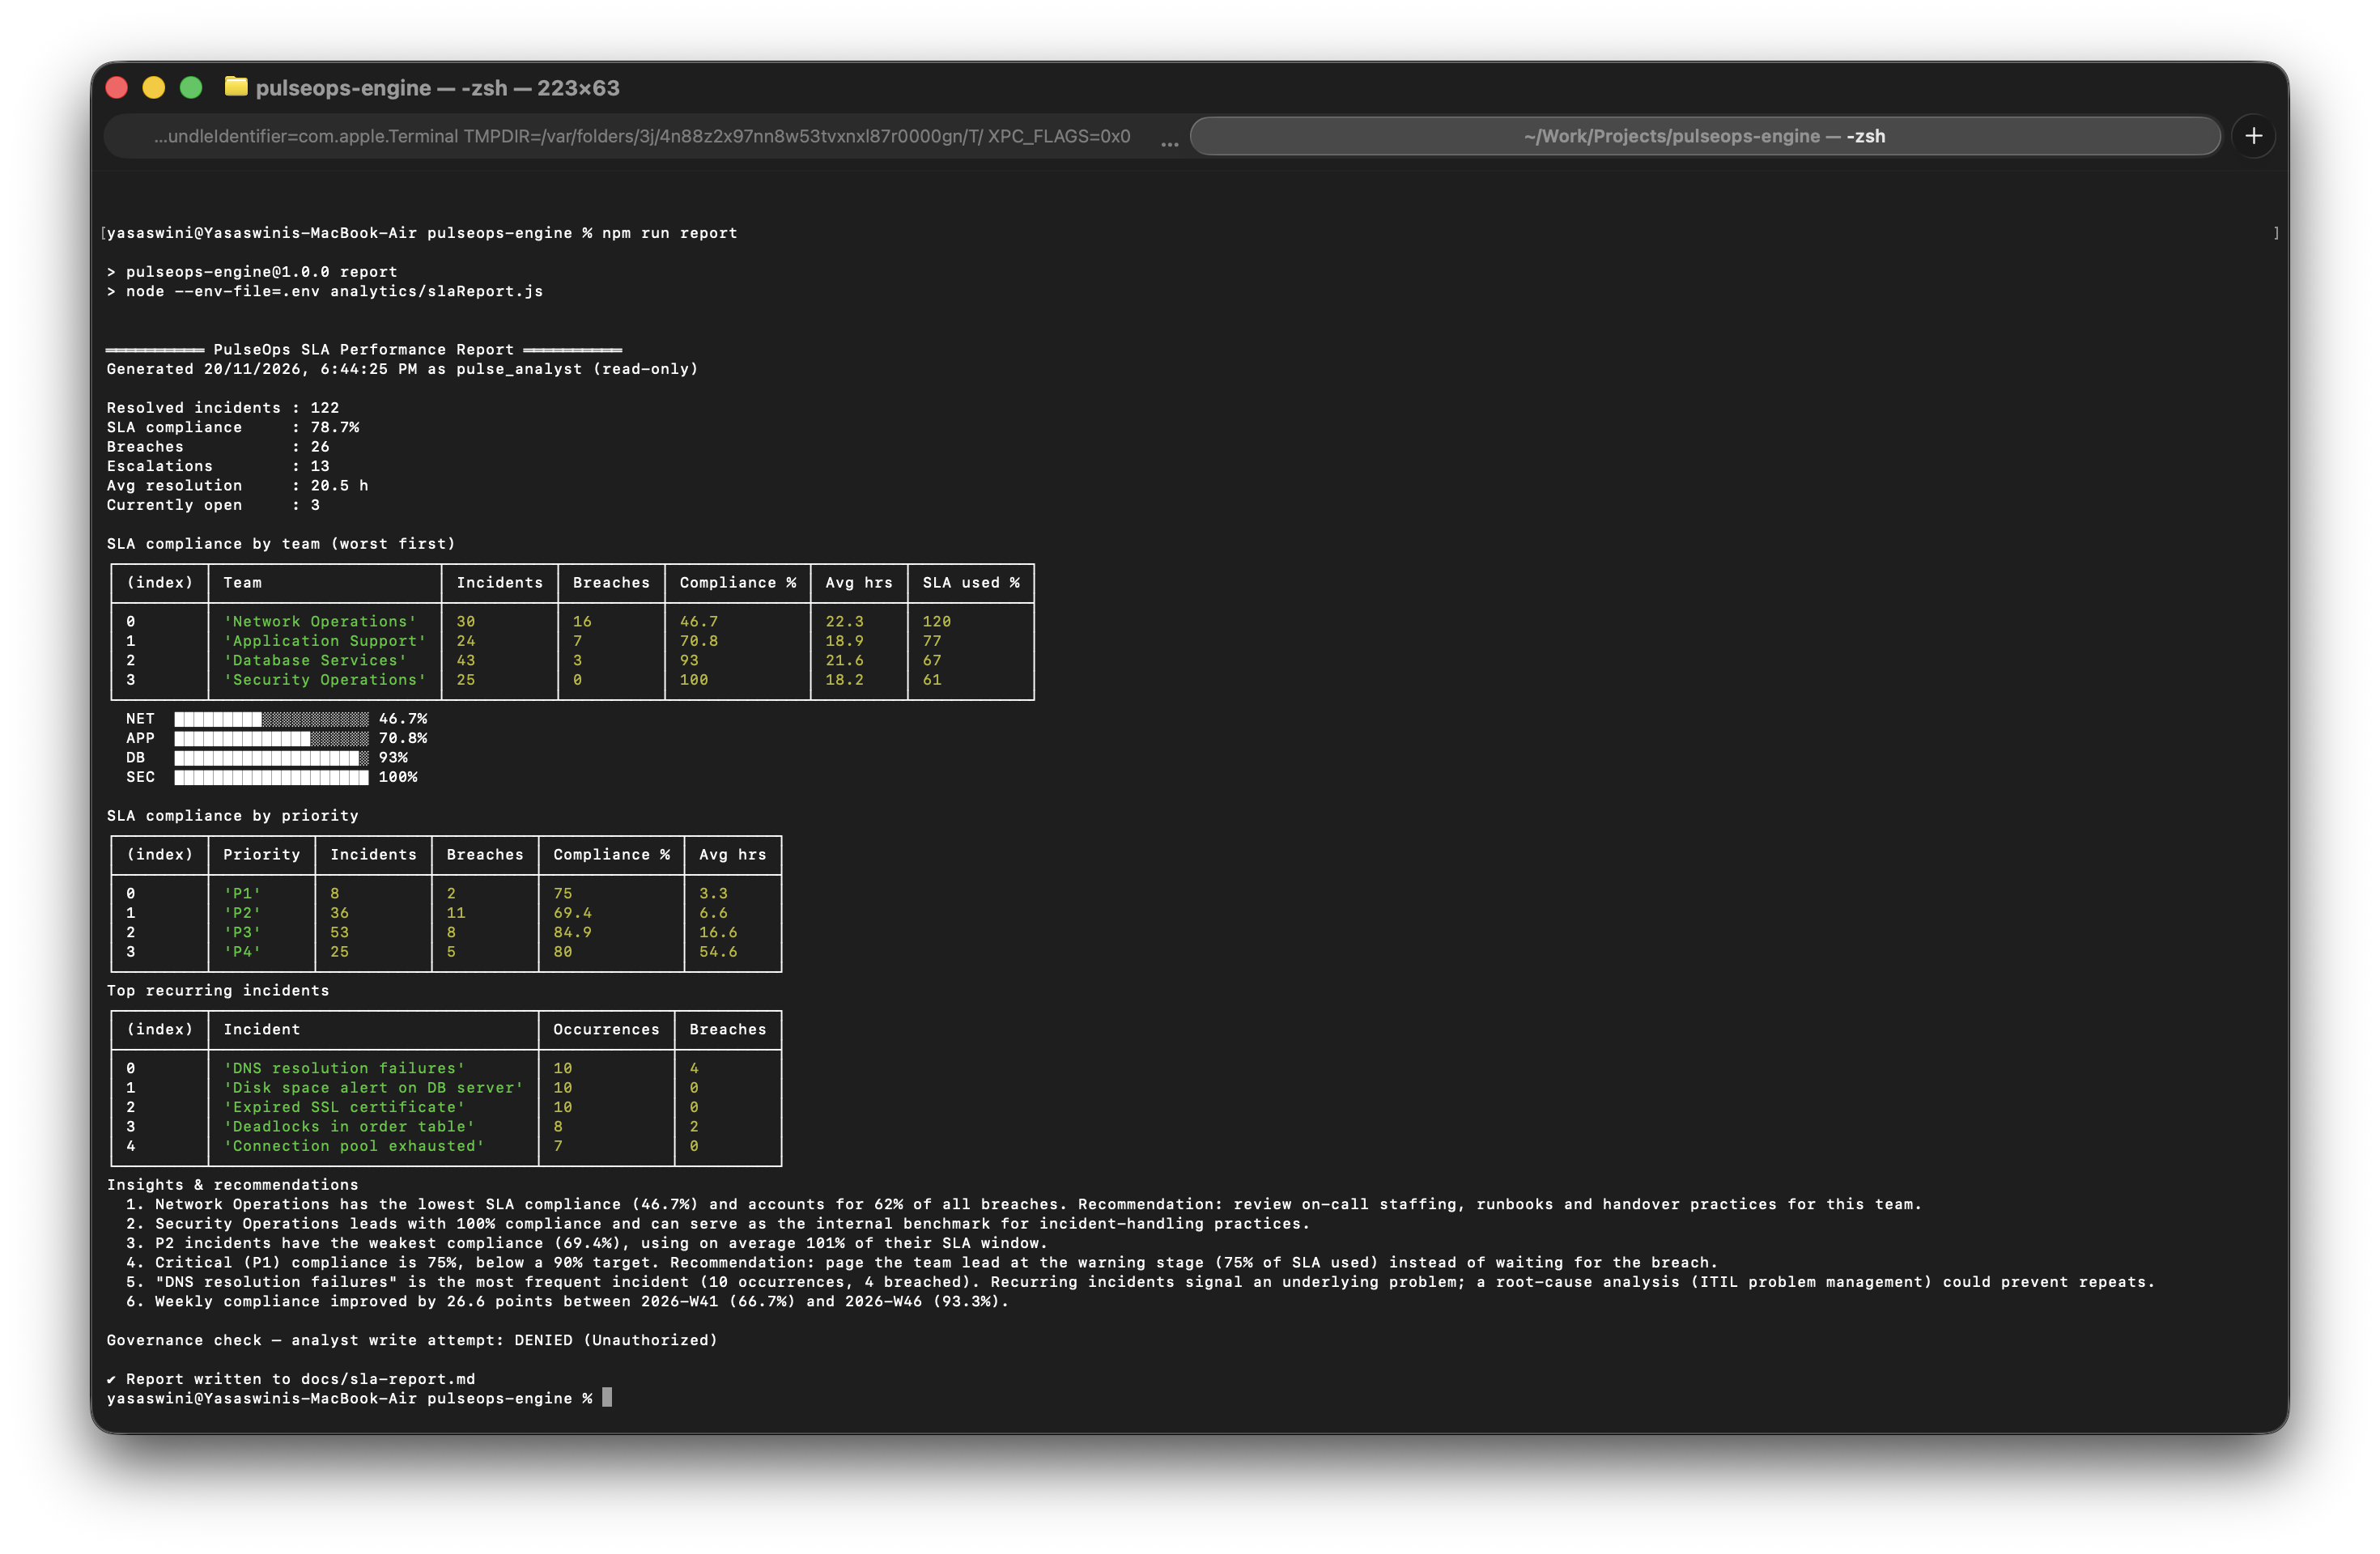 pulseops-engine — -zsh — 223×63
...undleIdentifier=com.apple.Terminal TMPDIR=/var/folders/3j/4n88z2x97nn8w53tvxnxl87r0000gn/T/ XPC_FLAGS=0x0 ...
~/Work/Projects/pulseops-engine — -zsh
[yasaswini@Yasaswinis-MacBook-Air pulseops-engine % npm run report ]
> pulseops-engine@1.0.0 report
> node --env-file=.env analytics/slaReport.js
══════════ PulseOps SLA Performance Report ══════════
Generated 20/11/2026, 6:44:25 PM as pulse_analyst (read-only)
Resolved incidents : 122
SLA compliance : 78.7%
Breaches : 26
Escalations : 13
Avg resolution : 20.5 h
Currently open : 3
SLA compliance by team (worst first)
(index) Team Incidents Breaches Compliance % Avg hrs SLA used %
0 'Network Operations' 30 16 46.7 22.3 120
1 'Application Support' 24 7 70.8 18.9 77
2 'Database Services' 43 3 93 21.6 67
3 'Security Operations' 25 0 100 18.2 61
NET 46.7%
APP 70.8%
DB 93%
SEC 100%
SLA compliance by priority
(index) Priority Incidents Breaches Compliance % Avg hrs
0 'P1' 8 2 75 3.3
1 'P2' 36 11 69.4 6.6
2 'P3' 53 8 84.9 16.6
3 'P4' 25 5 80 54.6
Top recurring incidents
(index) Incident Occurrences Breaches
0 'DNS resolution failures' 10 4
1 'Disk space alert on DB server' 10 0
2 'Expired SSL certificate' 10 0
3 'Deadlocks in order table' 8 2
4 'Connection pool exhausted' 7 0
Insights & recommendations
1. Network Operations has the lowest SLA compliance (46.7%) and accounts for 62% of all breaches. Recommendation: review on-call staffing, runbooks and handover practices for this team.
2. Security Operations leads with 100% compliance and can serve as the internal benchmark for incident-handling practices.
3. P2 incidents have the weakest compliance (69.4%), using on average 101% of their SLA window.
4. Critical (P1) compliance is 75%, below a 90% target. Recommendation: page the team lead at the warning stage (75% of SLA used) instead of waiting for the breach.
5. "DNS resolution failures" is the most frequent incident (10 occurrences, 4 breached). Recurring incidents signal an underlying problem; a root-cause analysis (ITIL problem management) could prevent repeats.
6. Weekly compliance improved by 26.6 points between 2026-W41 (66.7%) and 2026-W46 (93.3%).
Governance check — analyst write attempt: DENIED (Unauthorized)
✔ Report written to docs/sla-report.md
yasaswini@Yasaswinis-MacBook-Air pulseops-engine %